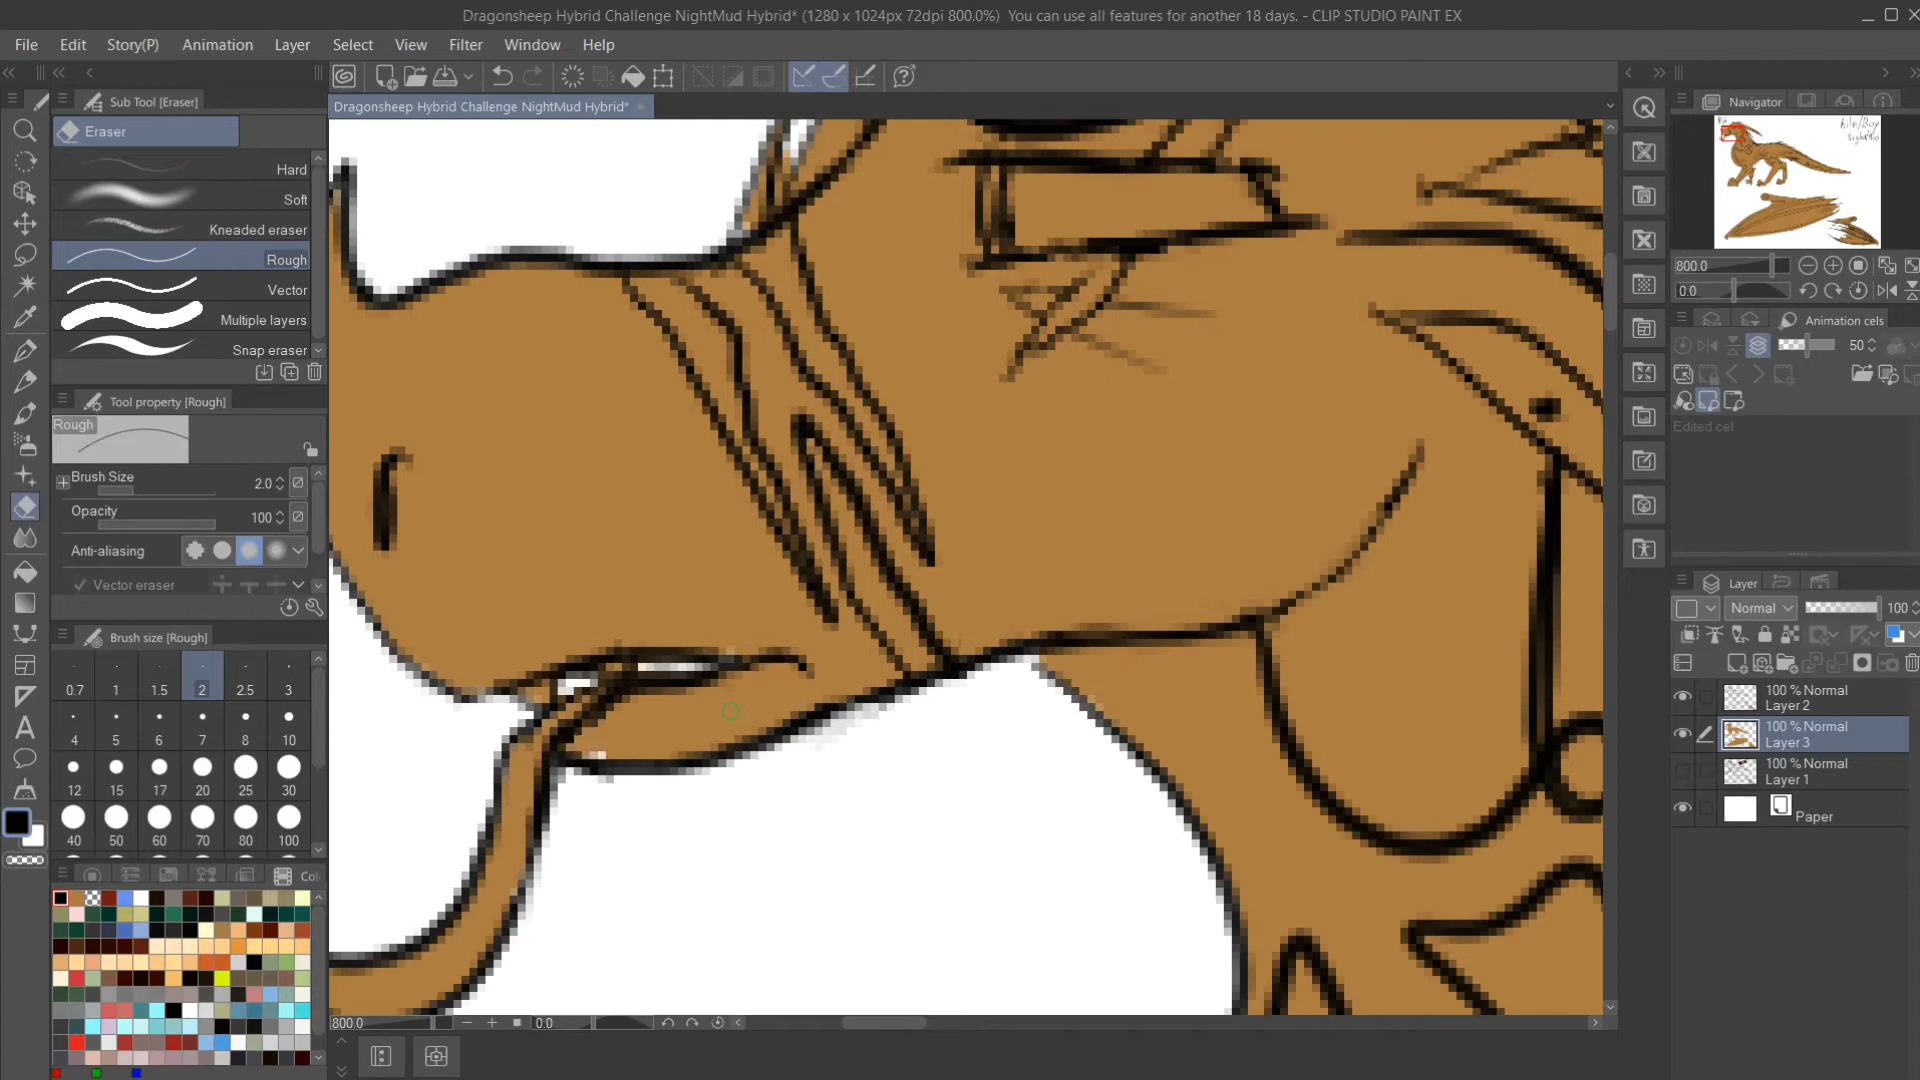 Dragonsheep Hybrid Challenge NightMud Hybrid* (1280 x 1024px 72dpi 800.0%)  You can use all features for another 18 days. - CLIP STUDIO PAINT EX
File Edit Story(P) Animation Layer Select View Filter Window Help
Sub Tool [Eraser]
Dragonsheep Hybrid Challenge NightMud Hybrid*
Navigator
Eraser
Hard
Soft
Kneaded eraser
Rough
Vector
Multiple layers
Snap eraser
800.0
0.0
Animation cels
50
Edited cel
Tool property [Rough]
Rough
Brush Size 2.0
Opacity 100
Anti-aliasing
Vector eraser
Brush size [Rough]
0.7 1 1.5 2 2.5 3
4 5 6 7 8 10
12 15 17 20 25 30
40 50 60 70 80 100
Layer
Normal 100
100 % Normal
Layer 2
100 % Normal
Layer 3
100 % Normal
Layer 1
Paper
800.0 0.0